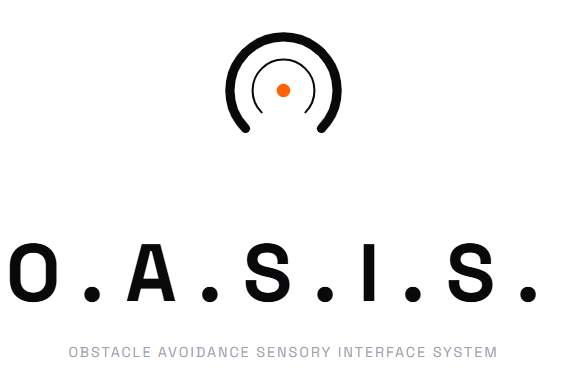 O.A.S.I.S.
OBSTACLE AVOIDANCE SENSORY INTERFACE SYSTEM